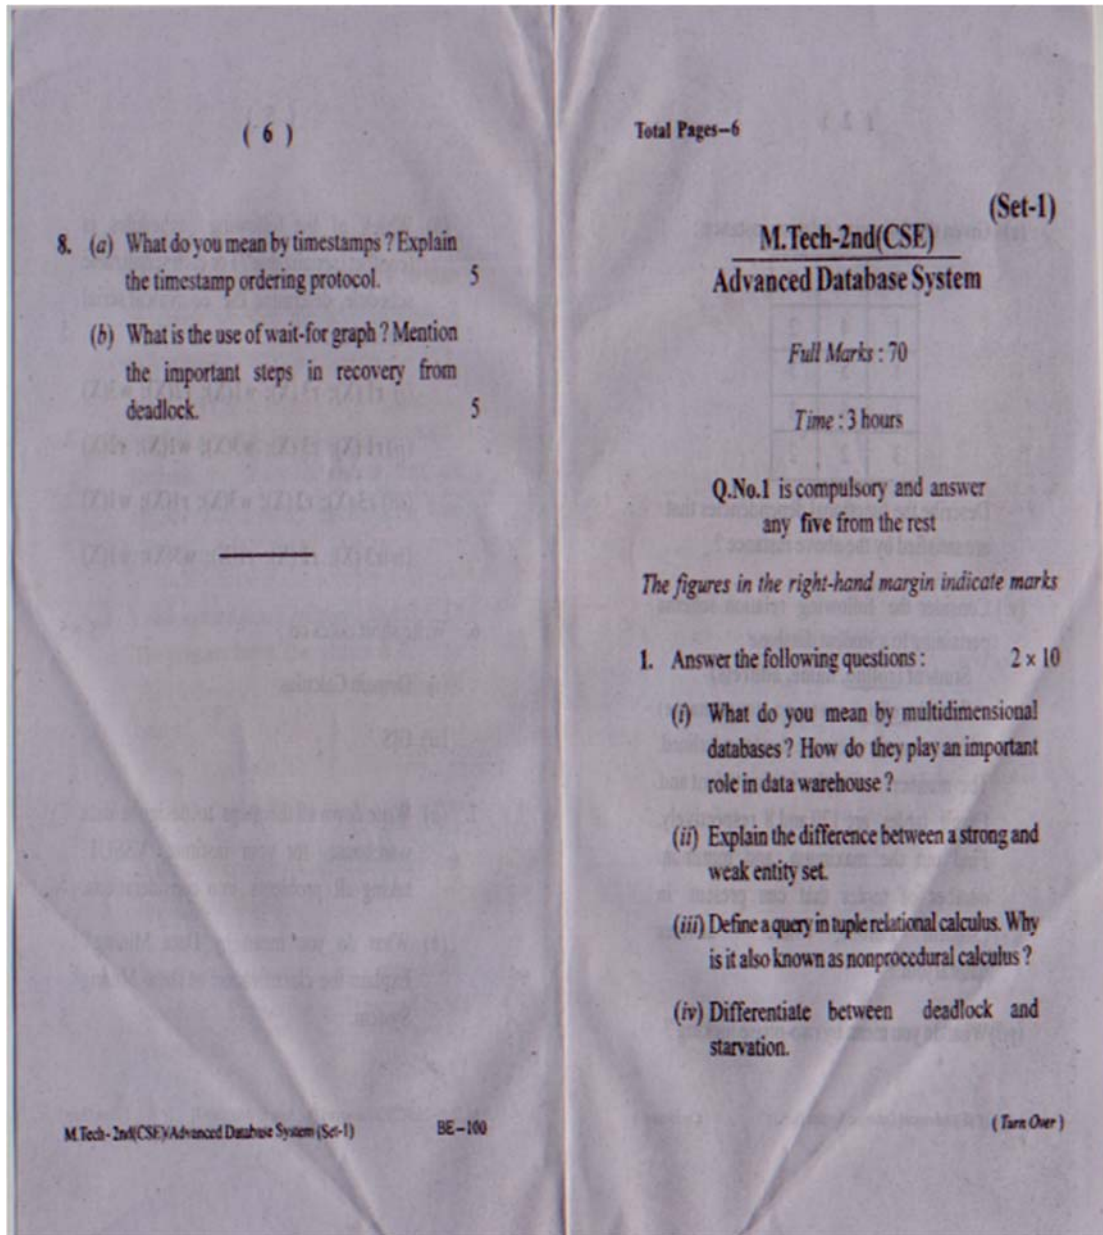 ( 6 )
8. (a) What do you mean by timestamps ? Explain
the timestamp ordering protocol. 5
(b) What is the use of wait-for graph ? Mention
the important steps in recovery from
deadlock. 5
M.Tech- 2nd(CSE)/Advanced Database System (Set-1) BE-100
Total Pages-6
(Set-1)
M.Tech-2nd(CSE)
Advanced Database System
Full Marks : 70
Time : 3 hours
Q.No.1 is compulsory and answer
any five from the rest
The figures in the right-hand margin indicate marks
1. Answer the following questions : 2 × 10
(i) What do you mean by multidimensional
databases ? How do they play an important
role in data warehouse ?
(ii) Explain the difference between a strong and
weak entity set.
(iii) Define a query in tuple relational calculus. Why
is it also known as nonprocedural calculus ?
(iv) Differentiate between deadlock and
starvation.
( Turn Over )